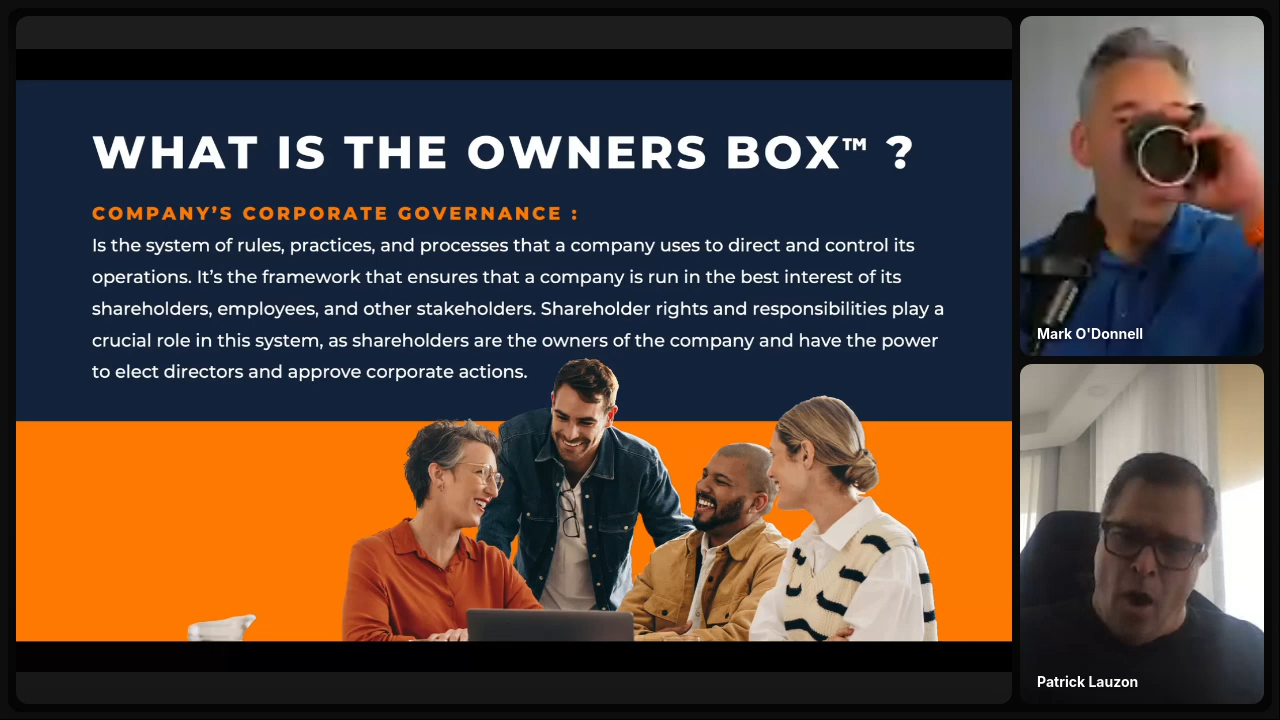 WHAT IS THE OWNERS BOX™ ?
COMPANY’S CORPORATE GOVERNANCE :
Is the system of rules, practices, and processes that a company uses to direct and control its
operations. It’s the framework that ensures that a company is run in the best interest of its
shareholders, employees, and other stakeholders. Shareholder rights and responsibilities play a
crucial role in this system, as shareholders are the owners of the company and have the power
to elect directors and approve corporate actions.
Mark O'Donnell
Patrick Lauzon